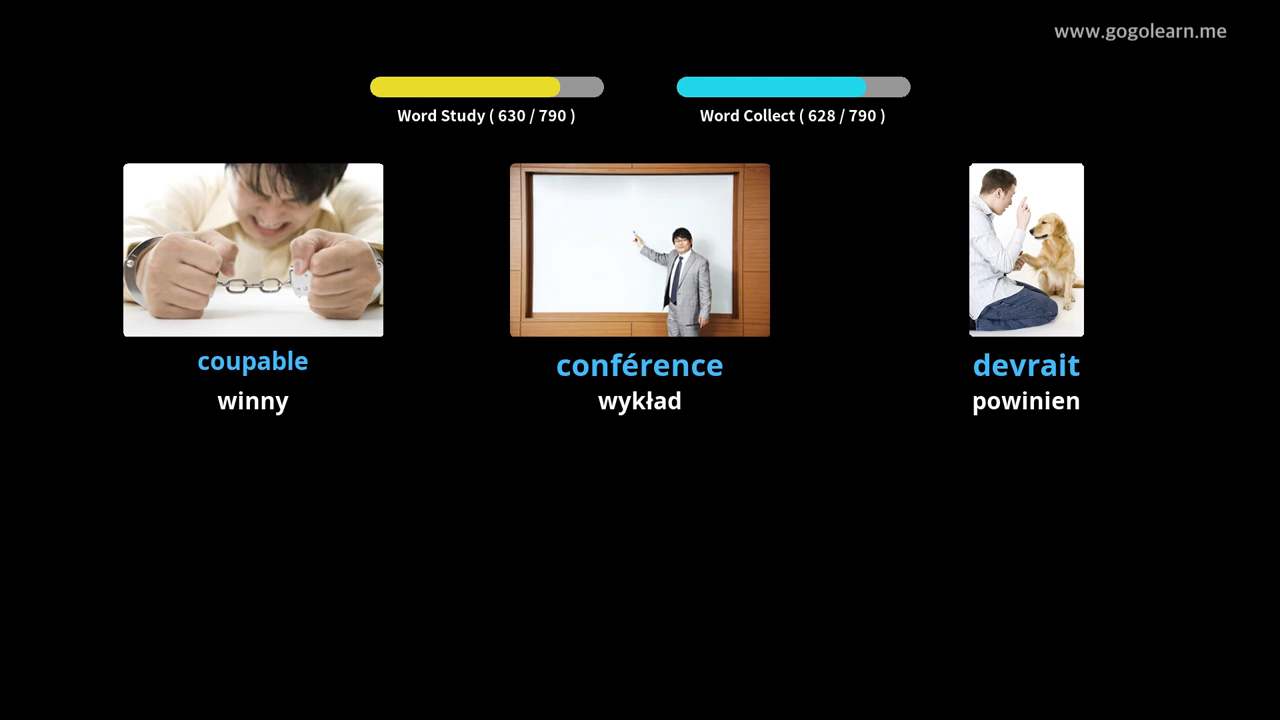 www.gogolearn.me
Word Study ( 630 / 790 )
Word Collect ( 628 / 790 )
coupable
winny
conférence
wykład
devrait
powinien